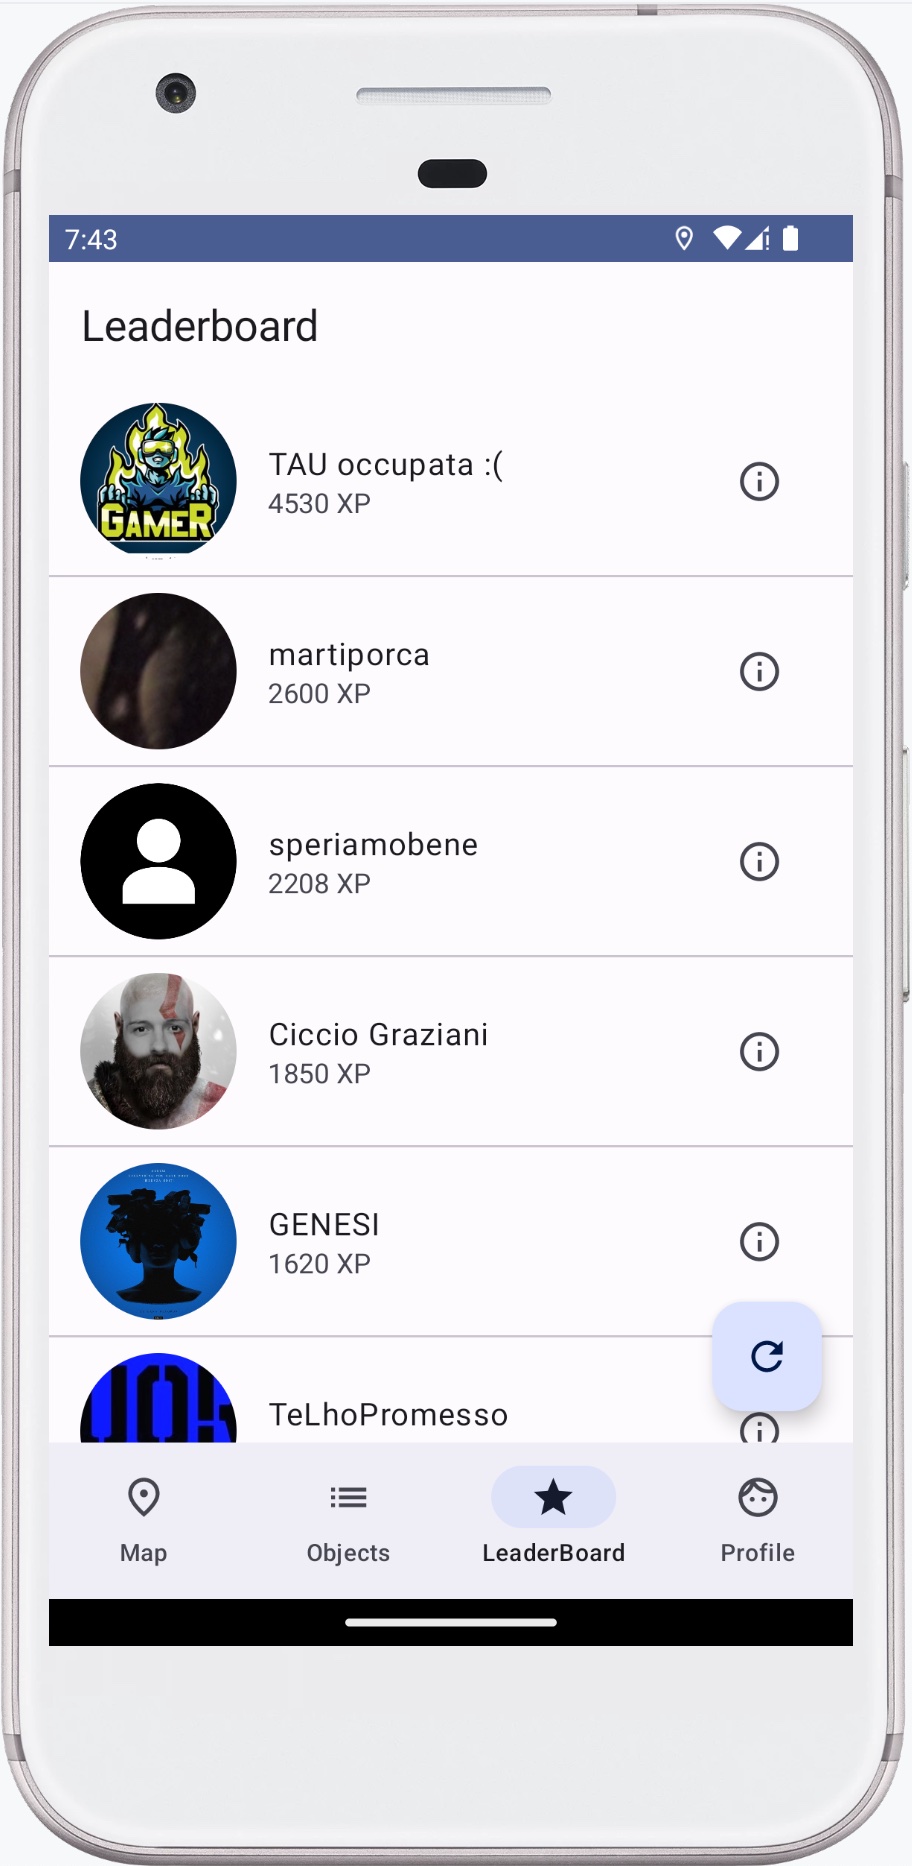 7:43
Leaderboard
GAMER
TAU occupata :(
4530 XP
martiporca
2600 XP
speriamobene
2208 XP
Ciccio Graziani
1850 XP
GENESI
1620 XP
TeLhoPromesso
Map
Objects
LeaderBoard
Profile